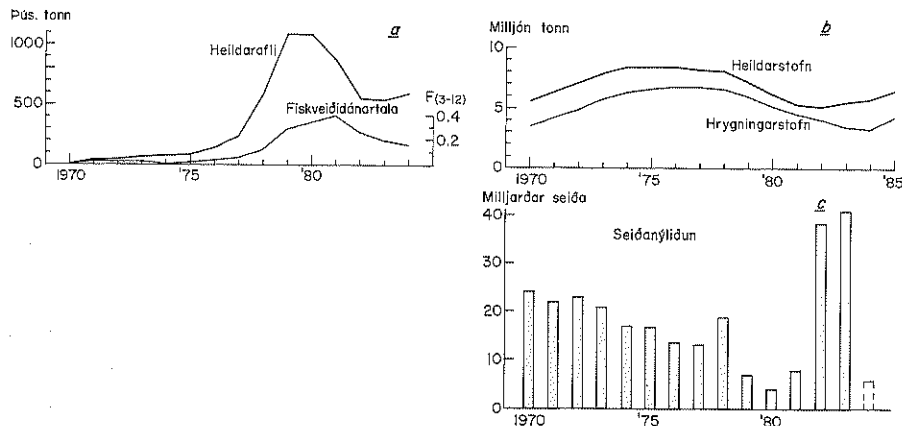 Þús. tonn
a
1000
500
0
Heildarafli
Fiskveiðidánartala
F(3-12)
0.4
0.2
1970 '75 '80
Milljón tonn
b
10
5
0
Heildarstofn
Hrygningarstofn
1970 '75 '80 '85
Milljarðar seiða
c
40
30
20
10
0
Seiðanýliðun
1970 '75 '80